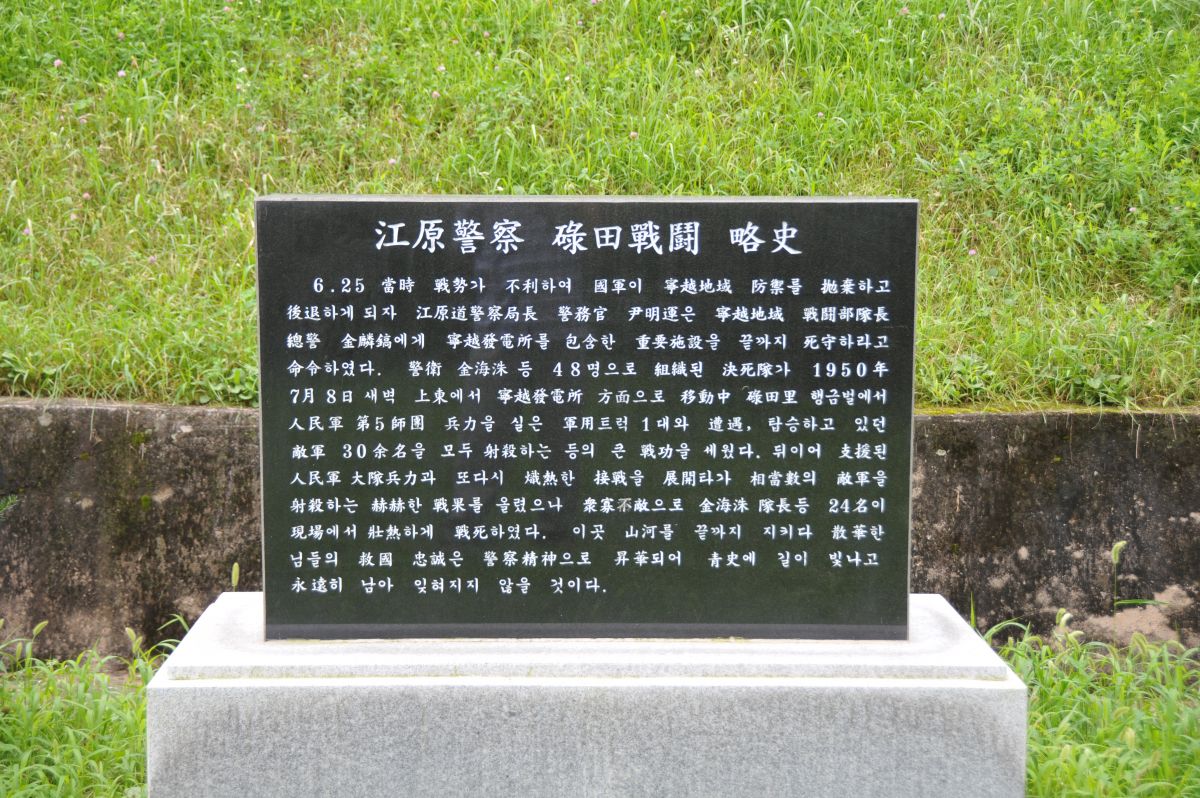 江原警察 碌田戰鬪 略史
6.25 當時 戰勢가 不利하여 國軍이 寧越地域 防禦를 抛棄하고
後退하게 되자 江原道警察局長 警務官 尹明運은 寧越地域 戰鬪部隊長
總警 金麟鎬에게 寧越發電所를 包含한 重要施設을 끝까지 死守하라고
命令하였다. 警衛 金海洙 등 48명으로 組織된 決死隊가 1950年
7月 8日 새벽 上東에서 寧越發電所 方面으로 移動中 碌田里 행금벌에서
人民軍 第5師團 兵力을 실은 軍用트럭 1대와 遭遇, 탑승하고 있던
敵軍 30余名을 모두 射殺하는 등의 큰 戰功을 세웠다. 뒤이어 支援된
人民軍 大隊兵力과 또다시 熾熱한 接戰을 展開타가 相當數의 敵軍을
射殺하는 赫赫한 戰果를 올렸으나 衆寡不敵으로 金海洙 隊長등 24名이
現場에서 壯熱하게 戰死하였다. 이곳 山河를 끝까지 지키다 散華한
님들의 救國 忠誠은 警察精神으로 昇華되어 靑史에 길이 빛나고
永遠히 남아 잊혀지지 않을 것이다.